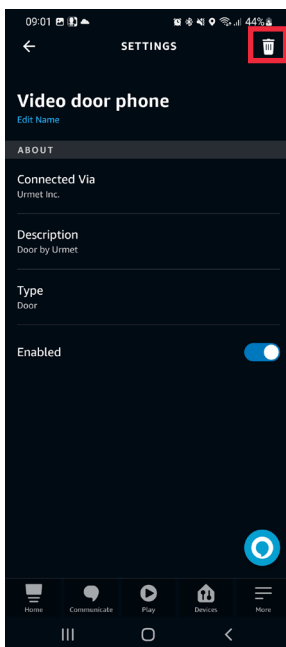 09:01 44%
SETTINGS
Video door phone
Edit Name
ABOUT
Connected Via
Urmet Inc.
Description
Door by Urmet
Type
Door
Enabled
Home Communicate Play Devices More